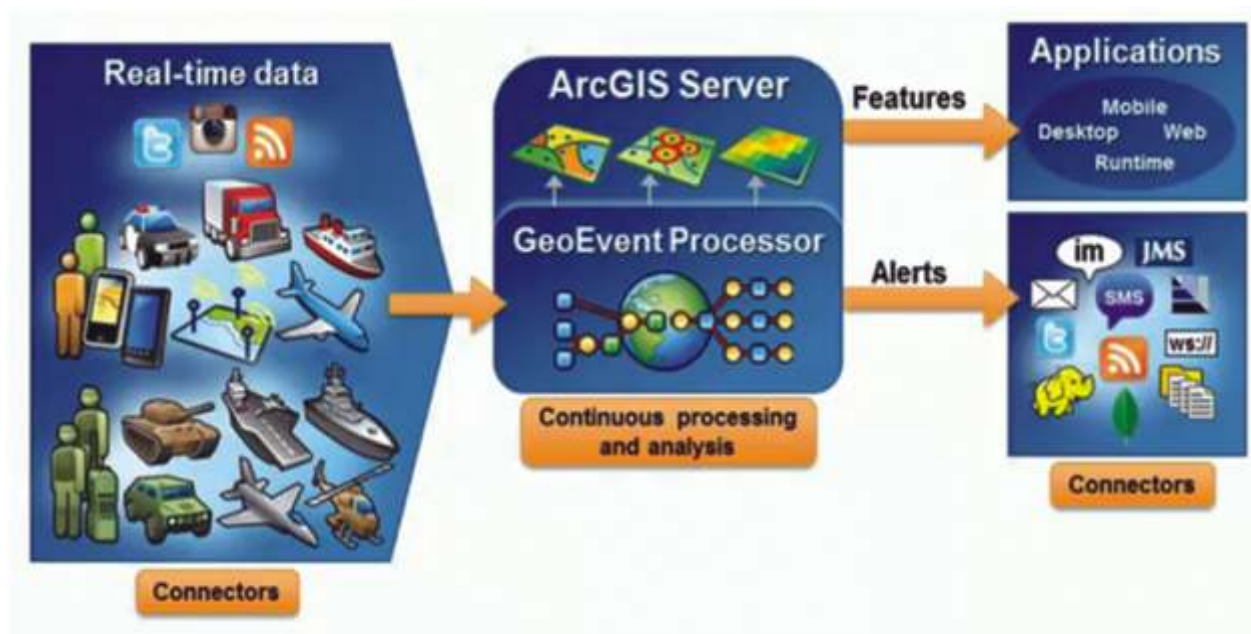 Real-time data
Connectors
ArcGIS Server
GeoEvent Processor
Continuous processing
and analysis
Features
Alerts
Applications
Mobile
Desktop Web
Runtime
im JMS
SMS
ws://
Connectors